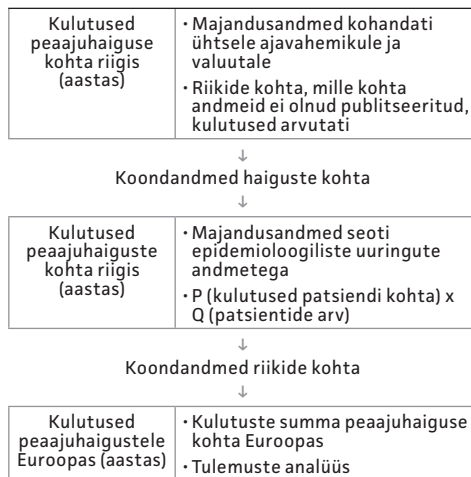 Kulutused
peaajuhaiguse
kohta riigis
(aastas)
· Majandusandmed kohandati
ühtsele ajavahemikule ja
valuutale
· Riikide kohta, mille kohta
andmeid ei olnud publitseeritud,
kulutused arvutati
↓
Koondandmed haiguste kohta
↓
Kulutused
peaajuhaiguste
kohta riigis
(aastas)
· Majandusandmed seoti
epidemioloogiliste uuringute
andmetega
· P (kulutused patsiendi kohta) x
Q (patsientide arv)
↓
Koondandmed riikide kohta
↓
Kulutused
peaajuhaigustele
Euroopas (aastas)
· Kulutuste summa peaajuhaiguse
kohta Euroopas
· Tulemuste analüüs